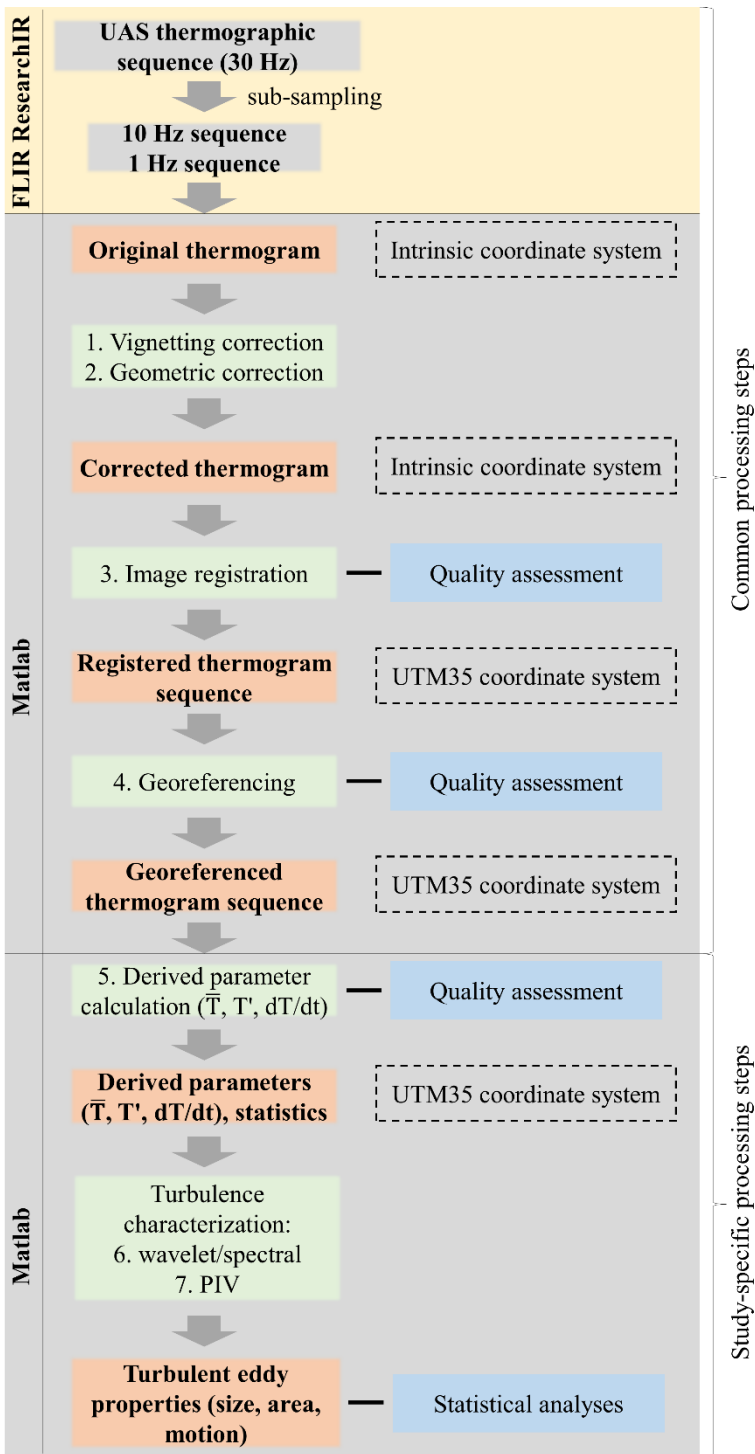 FLIR ResearchIR
UAS thermographic
sequence (30 Hz)
sub-sampling
10 Hz sequence
1 Hz sequence
Matlab
Original thermogram
Intrinsic coordinate system
1. Vignetting correction
2. Geometric correction
Corrected thermogram
Intrinsic coordinate system
3. Image registration
Quality assessment
Registered thermogram
sequence
UTM35 coordinate system
4. Georeferencing
Quality assessment
Georeferenced
thermogram sequence
UTM35 coordinate system
Common processing steps
Matlab
5. Derived parameter
calculation (T̅, T', dT/dt)
Quality assessment
Derived parameters
(T̅, T', dT/dt), statistics
UTM35 coordinate system
Turbulence
characterization:
6. wavelet/spectral
7. PIV
Turbulent eddy
properties (size, area,
motion)
Statistical analyses
Study-specific processing steps